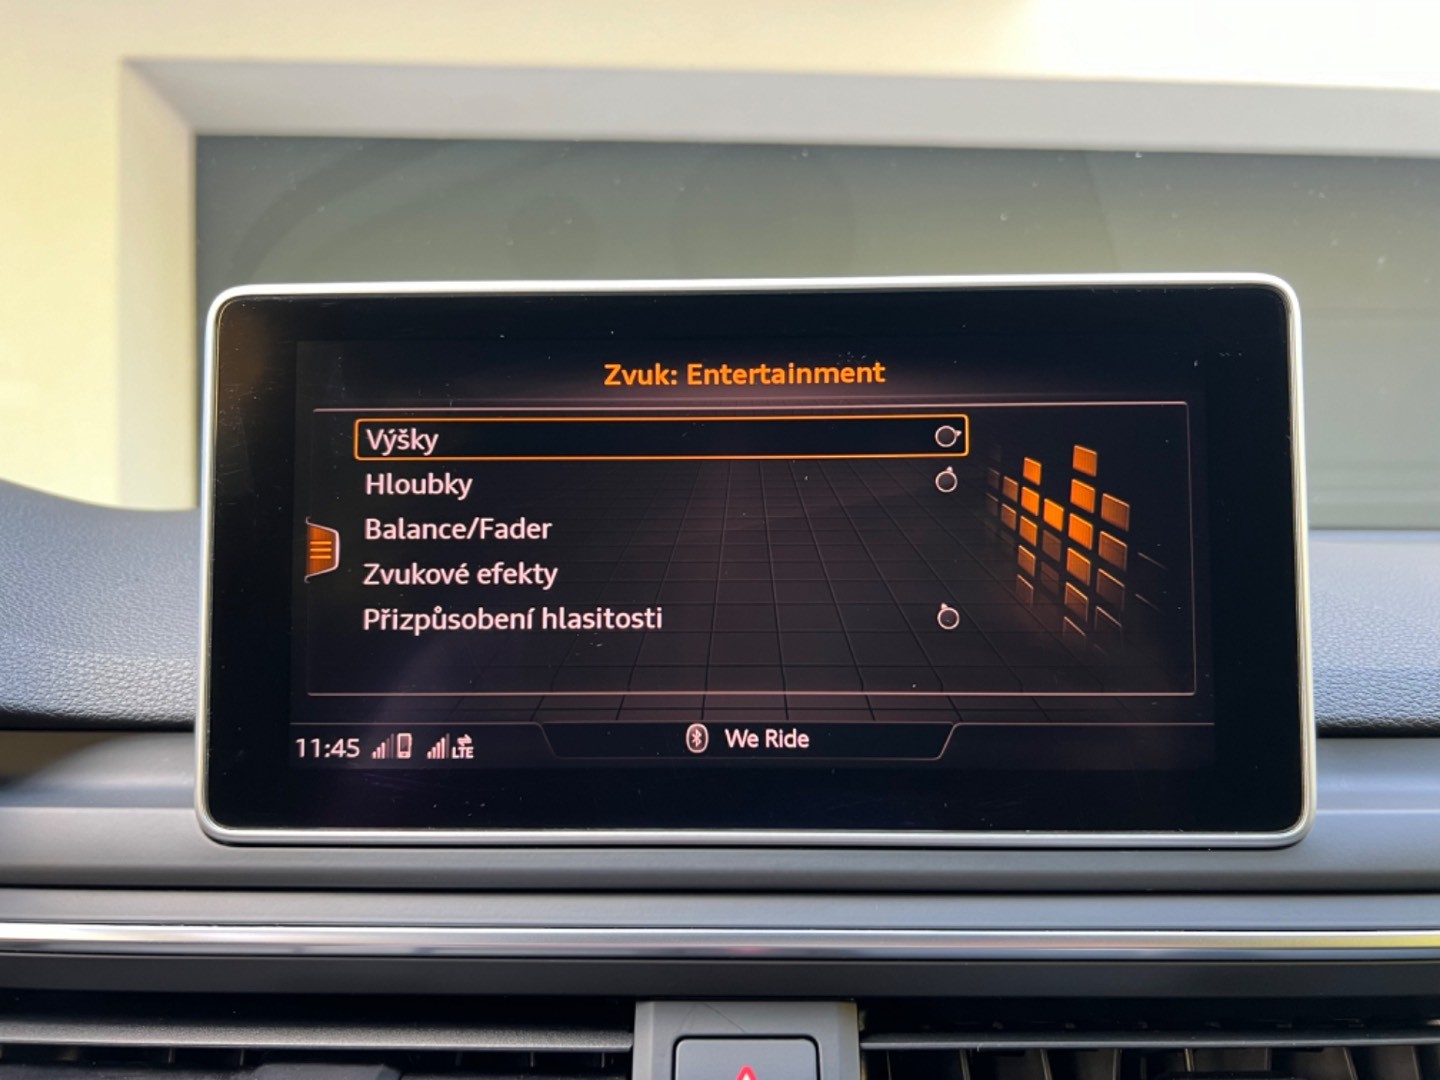 Zvuk: Entertainment
Výšky
Hloubky
Balance/Fader
Zvukové efekty
Přizpůsobení hlasitosti
11:45 LTE We Ride